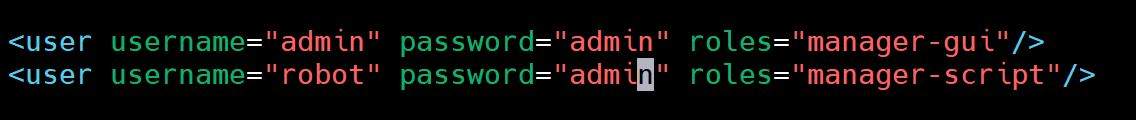 <user username="admin" password="admin" roles="manager-gui"/>
<user username="robot" password="admin" roles="manager-script"/>